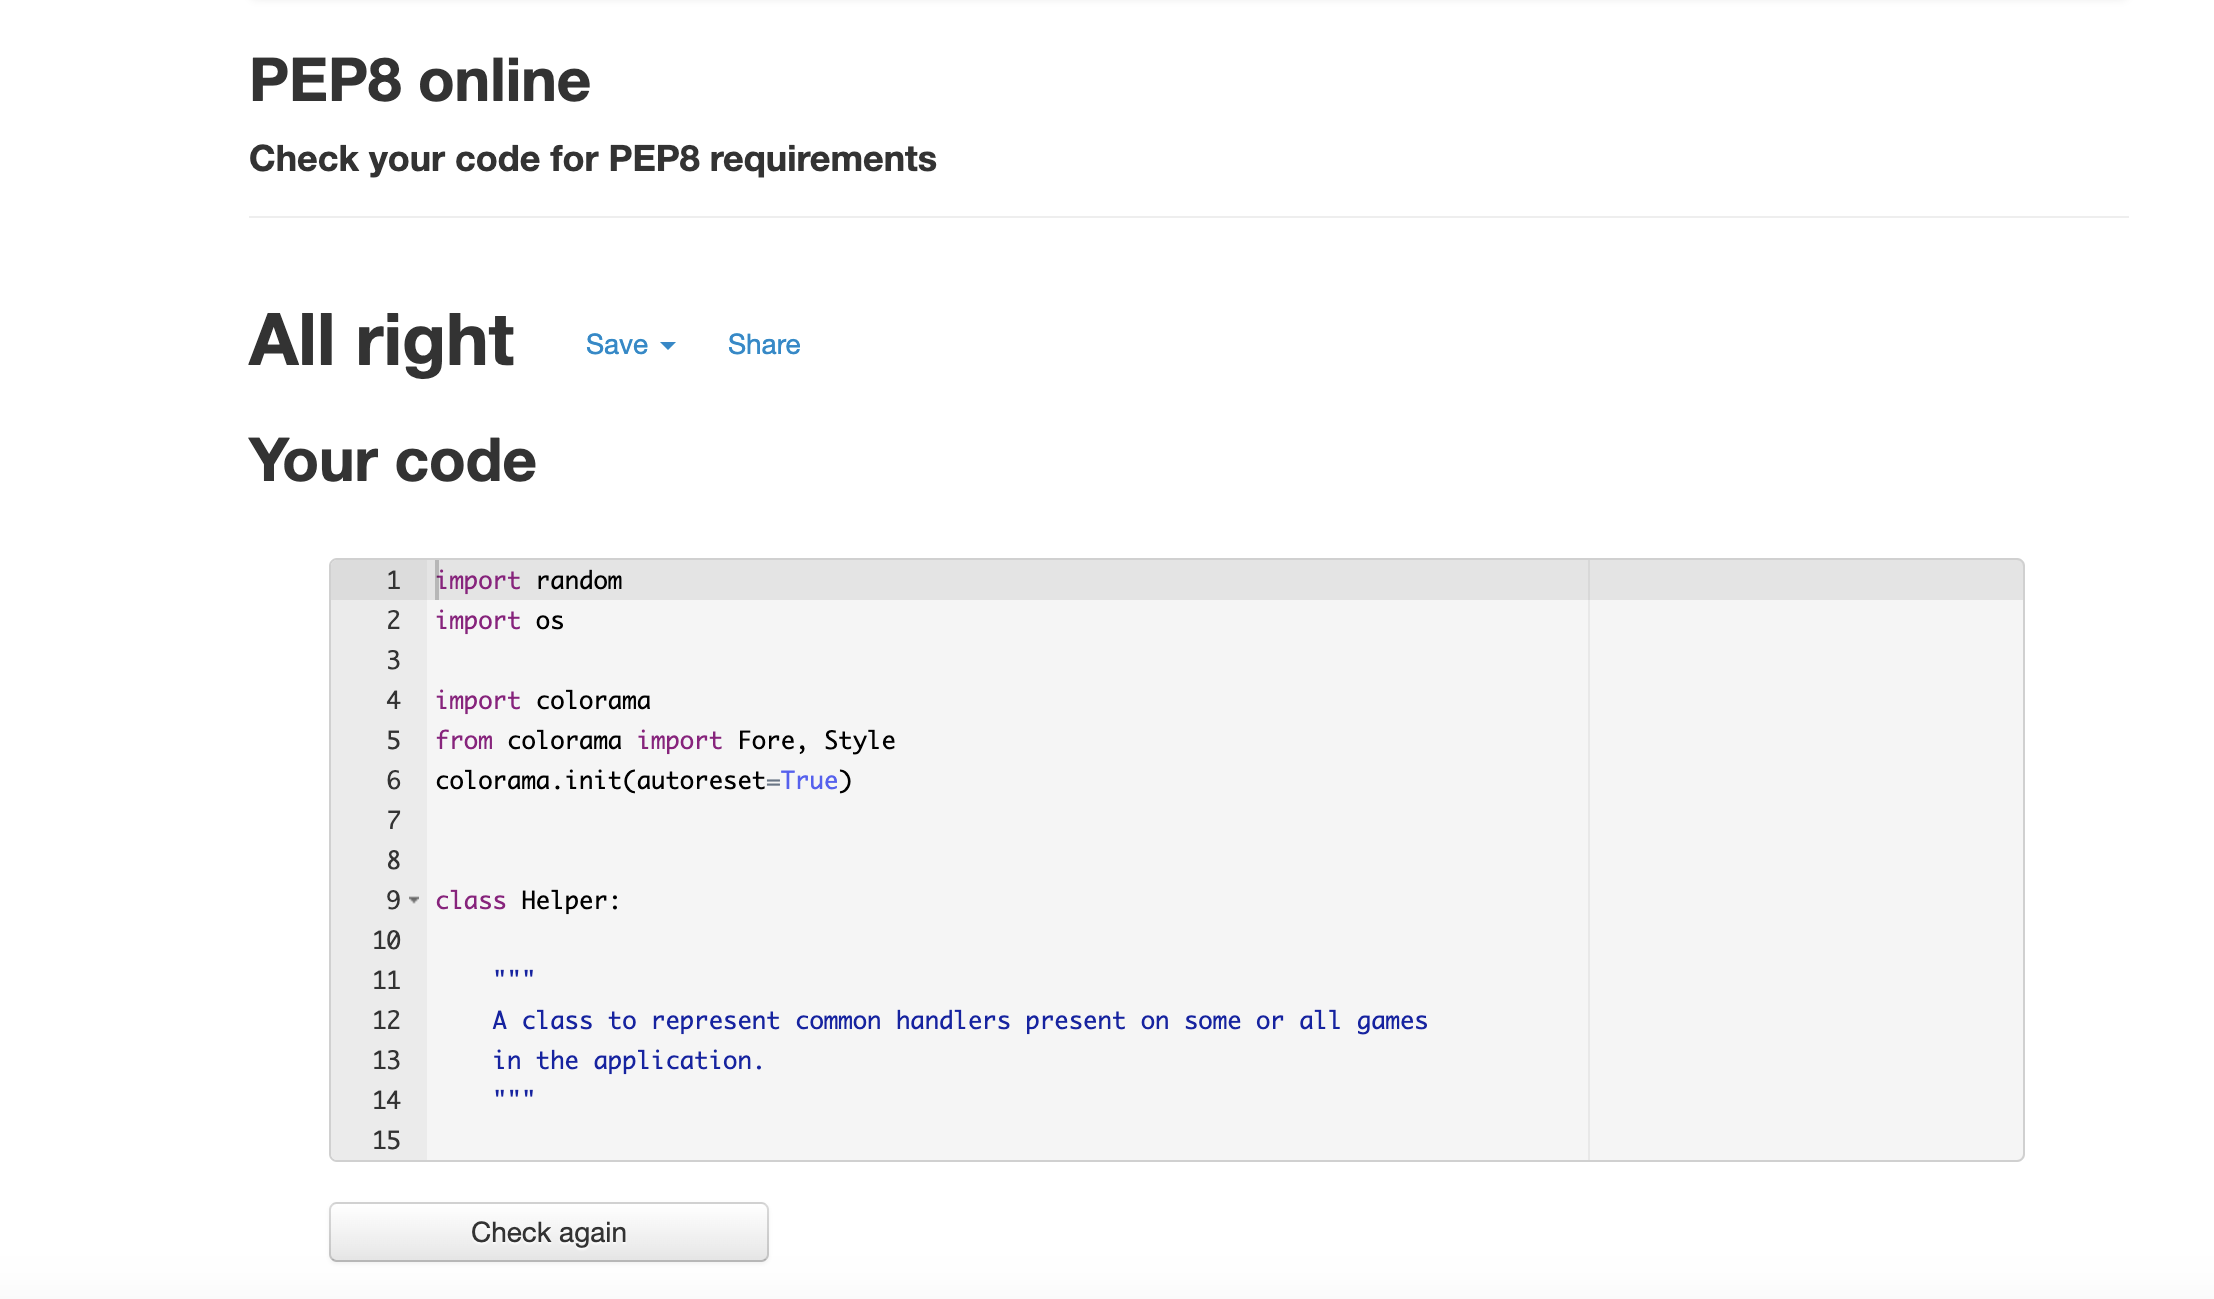 PEP8 online
Check your code for PEP8 requirements
All right Save Share
Your code
1 import random
2 import os
3
4 import colorama
5 from colorama import Fore, Style
6 colorama.init(autoreset=True)
7
8
9 class Helper:
10
11     """
12     A class to represent common handlers present on some or all games
13     in the application.
14     """
15
Check again